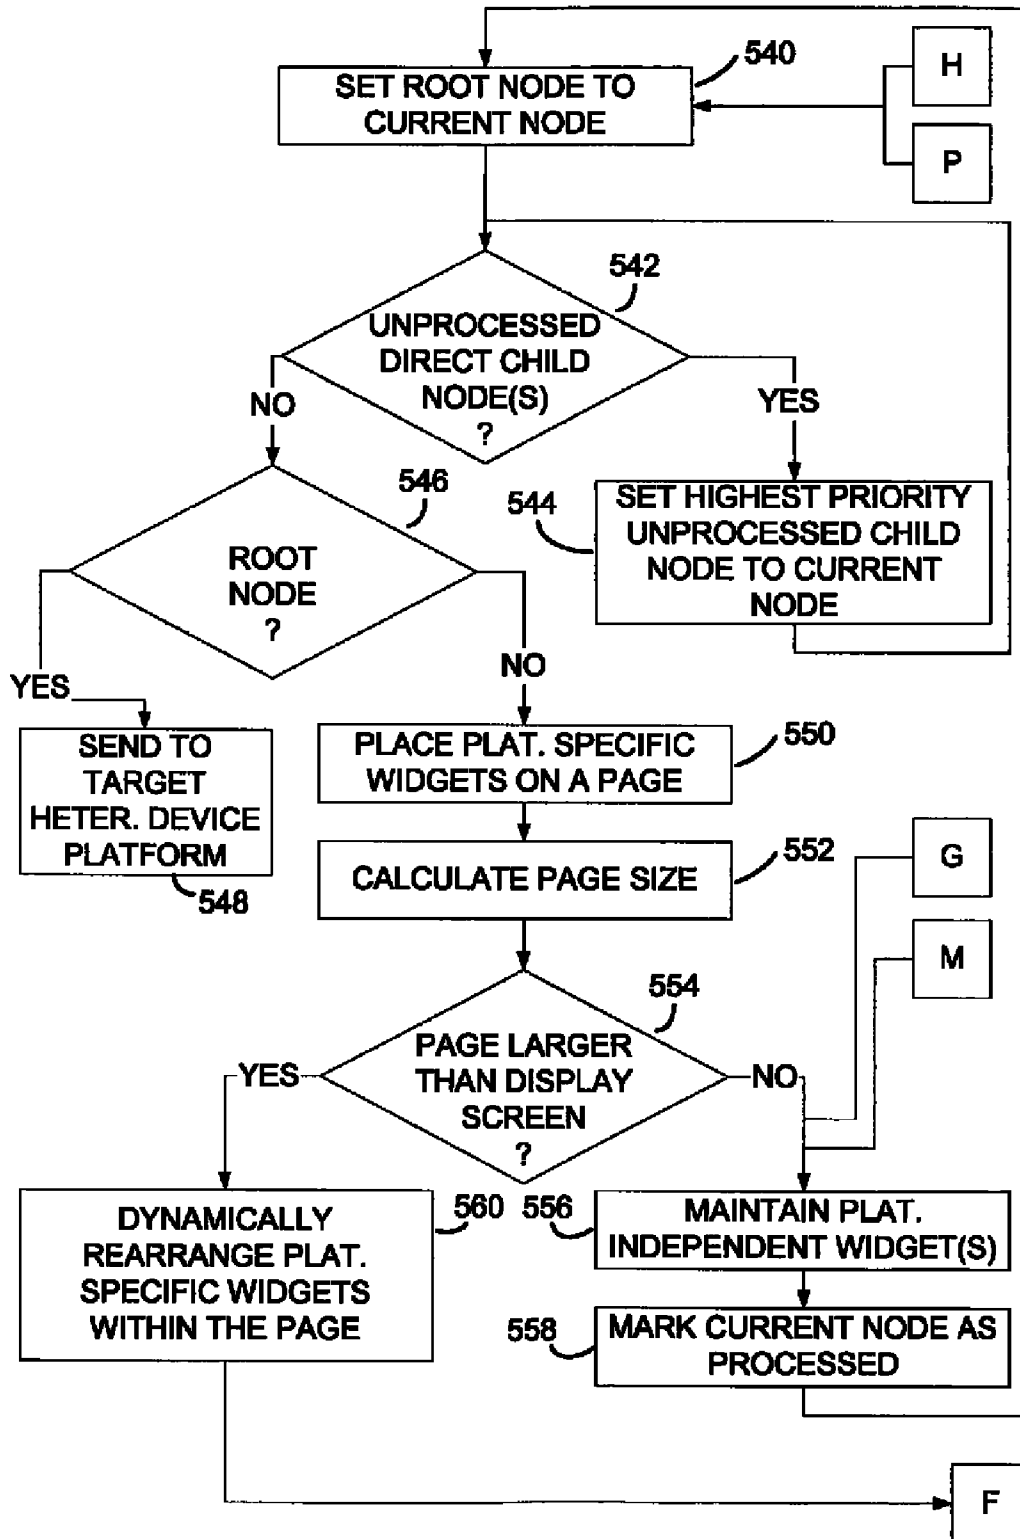 540
H
SET ROOT NODE TO
CURRENT NODE
P
542
UNPROCESSED
DIRECT CHILD
NODE(S)
?
NO
YES
546
544
SET HIGHEST PRIORITY
UNPROCESSED CHILD
NODE TO CURRENT
NODE
ROOT
NODE
?
YES
NO
SEND TO
TARGET
HETER. DEVICE
PLATFORM
548
PLACE PLAT. SPECIFIC
WIDGETS ON A PAGE
550
CALCULATE PAGE SIZE
552
G
M
554
PAGE LARGER
THAN DISPLAY
SCREEN
?
YES
NO
DYNAMICALLY
REARRANGE PLAT.
SPECIFIC WIDGETS
WITHIN THE PAGE
560
556
MAINTAIN PLAT.
INDEPENDENT WIDGET(S)
558
MARK CURRENT NODE AS
PROCESSED
F